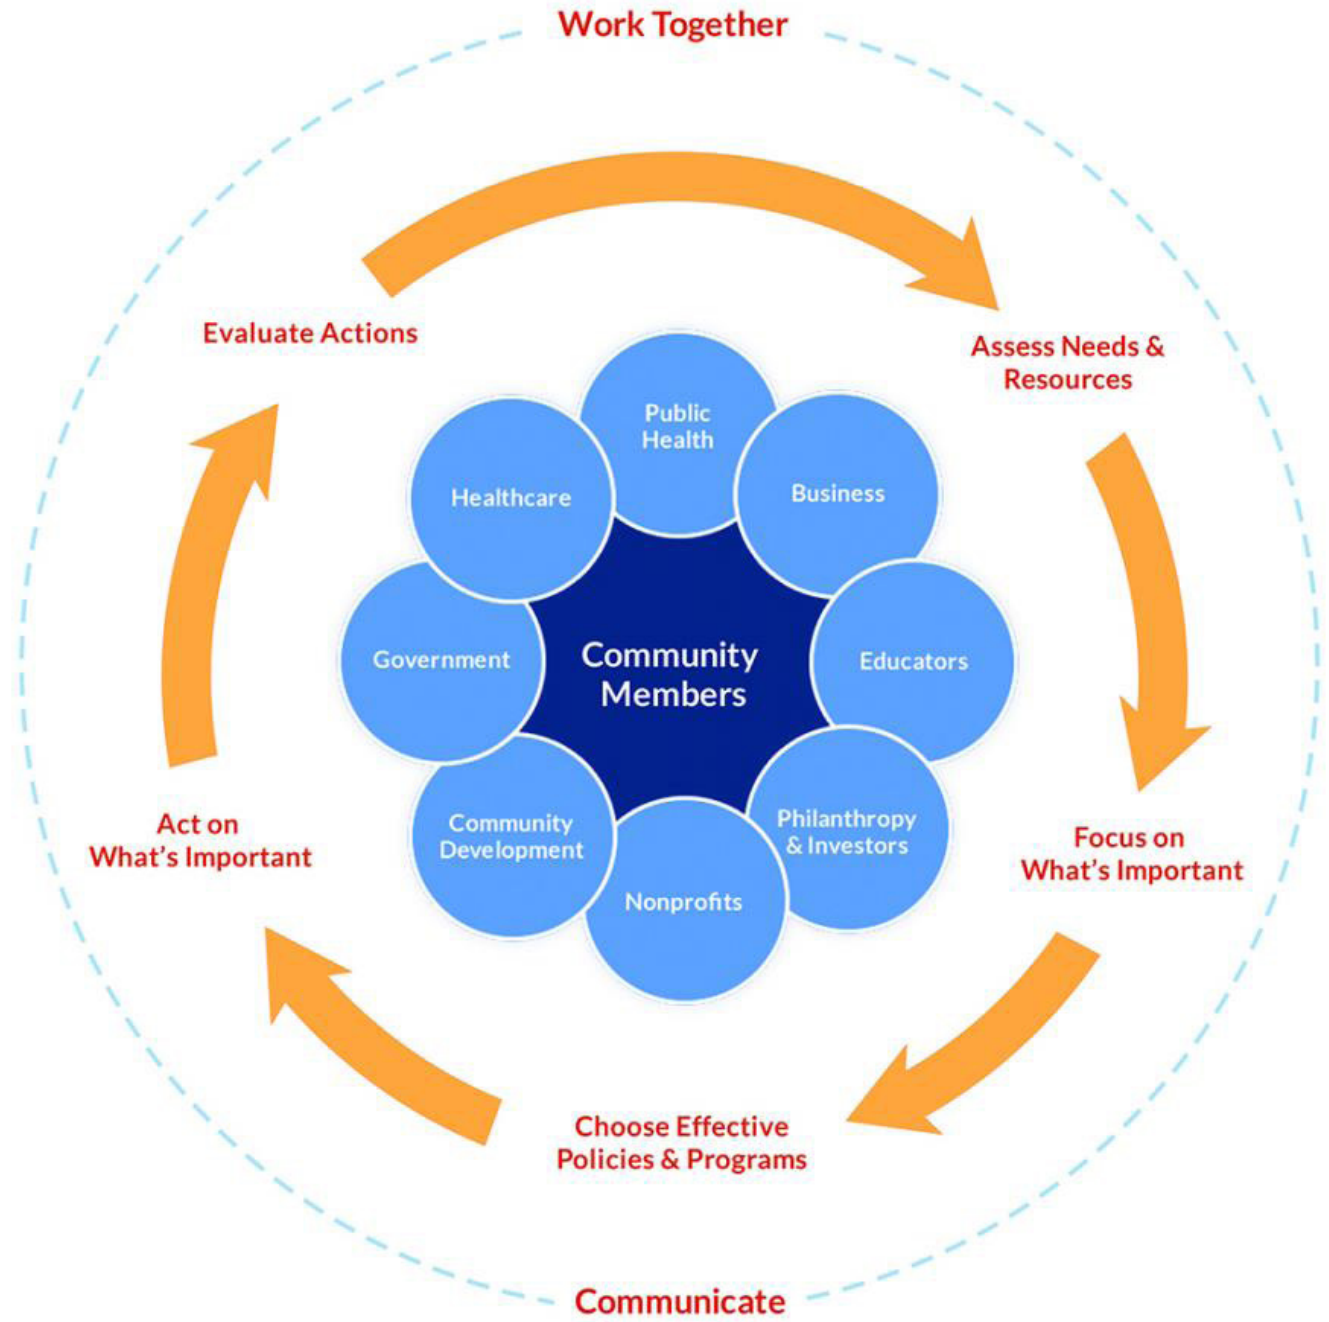 Work Together
Evaluate Actions
Assess Needs &
Resources
Public
Health
Healthcare
Business
Government
Community
Members
Educators
Community
Development
Philanthropy
& Investors
Nonprofits
Act on
What's Important
Focus on
What's Important
Choose Effective
Policies & Programs
Communicate